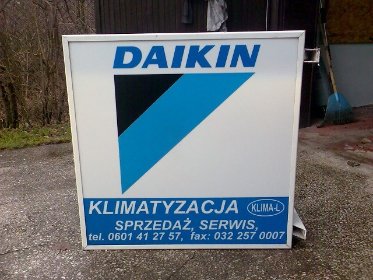 DAIKIN
KLIMATYZACJA KLIMA-L
SPRZEDAŻ, SERWIS,
tel. 0601 41 27 57, fax: 032 257 0007